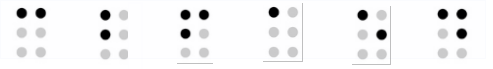 ⠉ ⠃ ⠋ ⠁ ⠑ ⠙